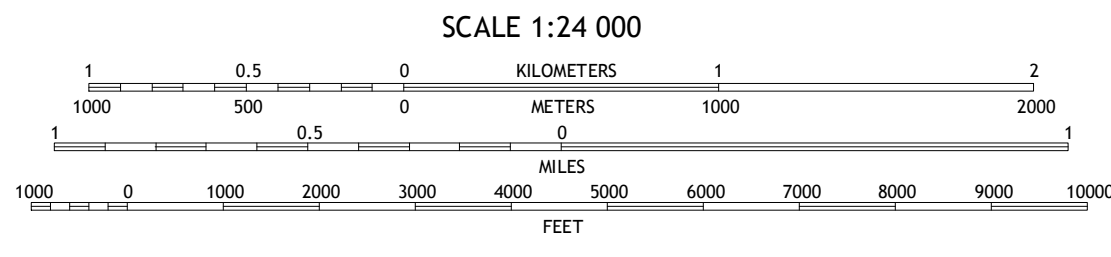 SCALE 1:24 000
1 0.5 0 KILOMETERS 1 2
1000 500 0 METERS 1000 2000
1 0.5 0 1
MILES
1000 0 1000 2000 3000 4000 5000 6000 7000 8000 9000 10000
FEET